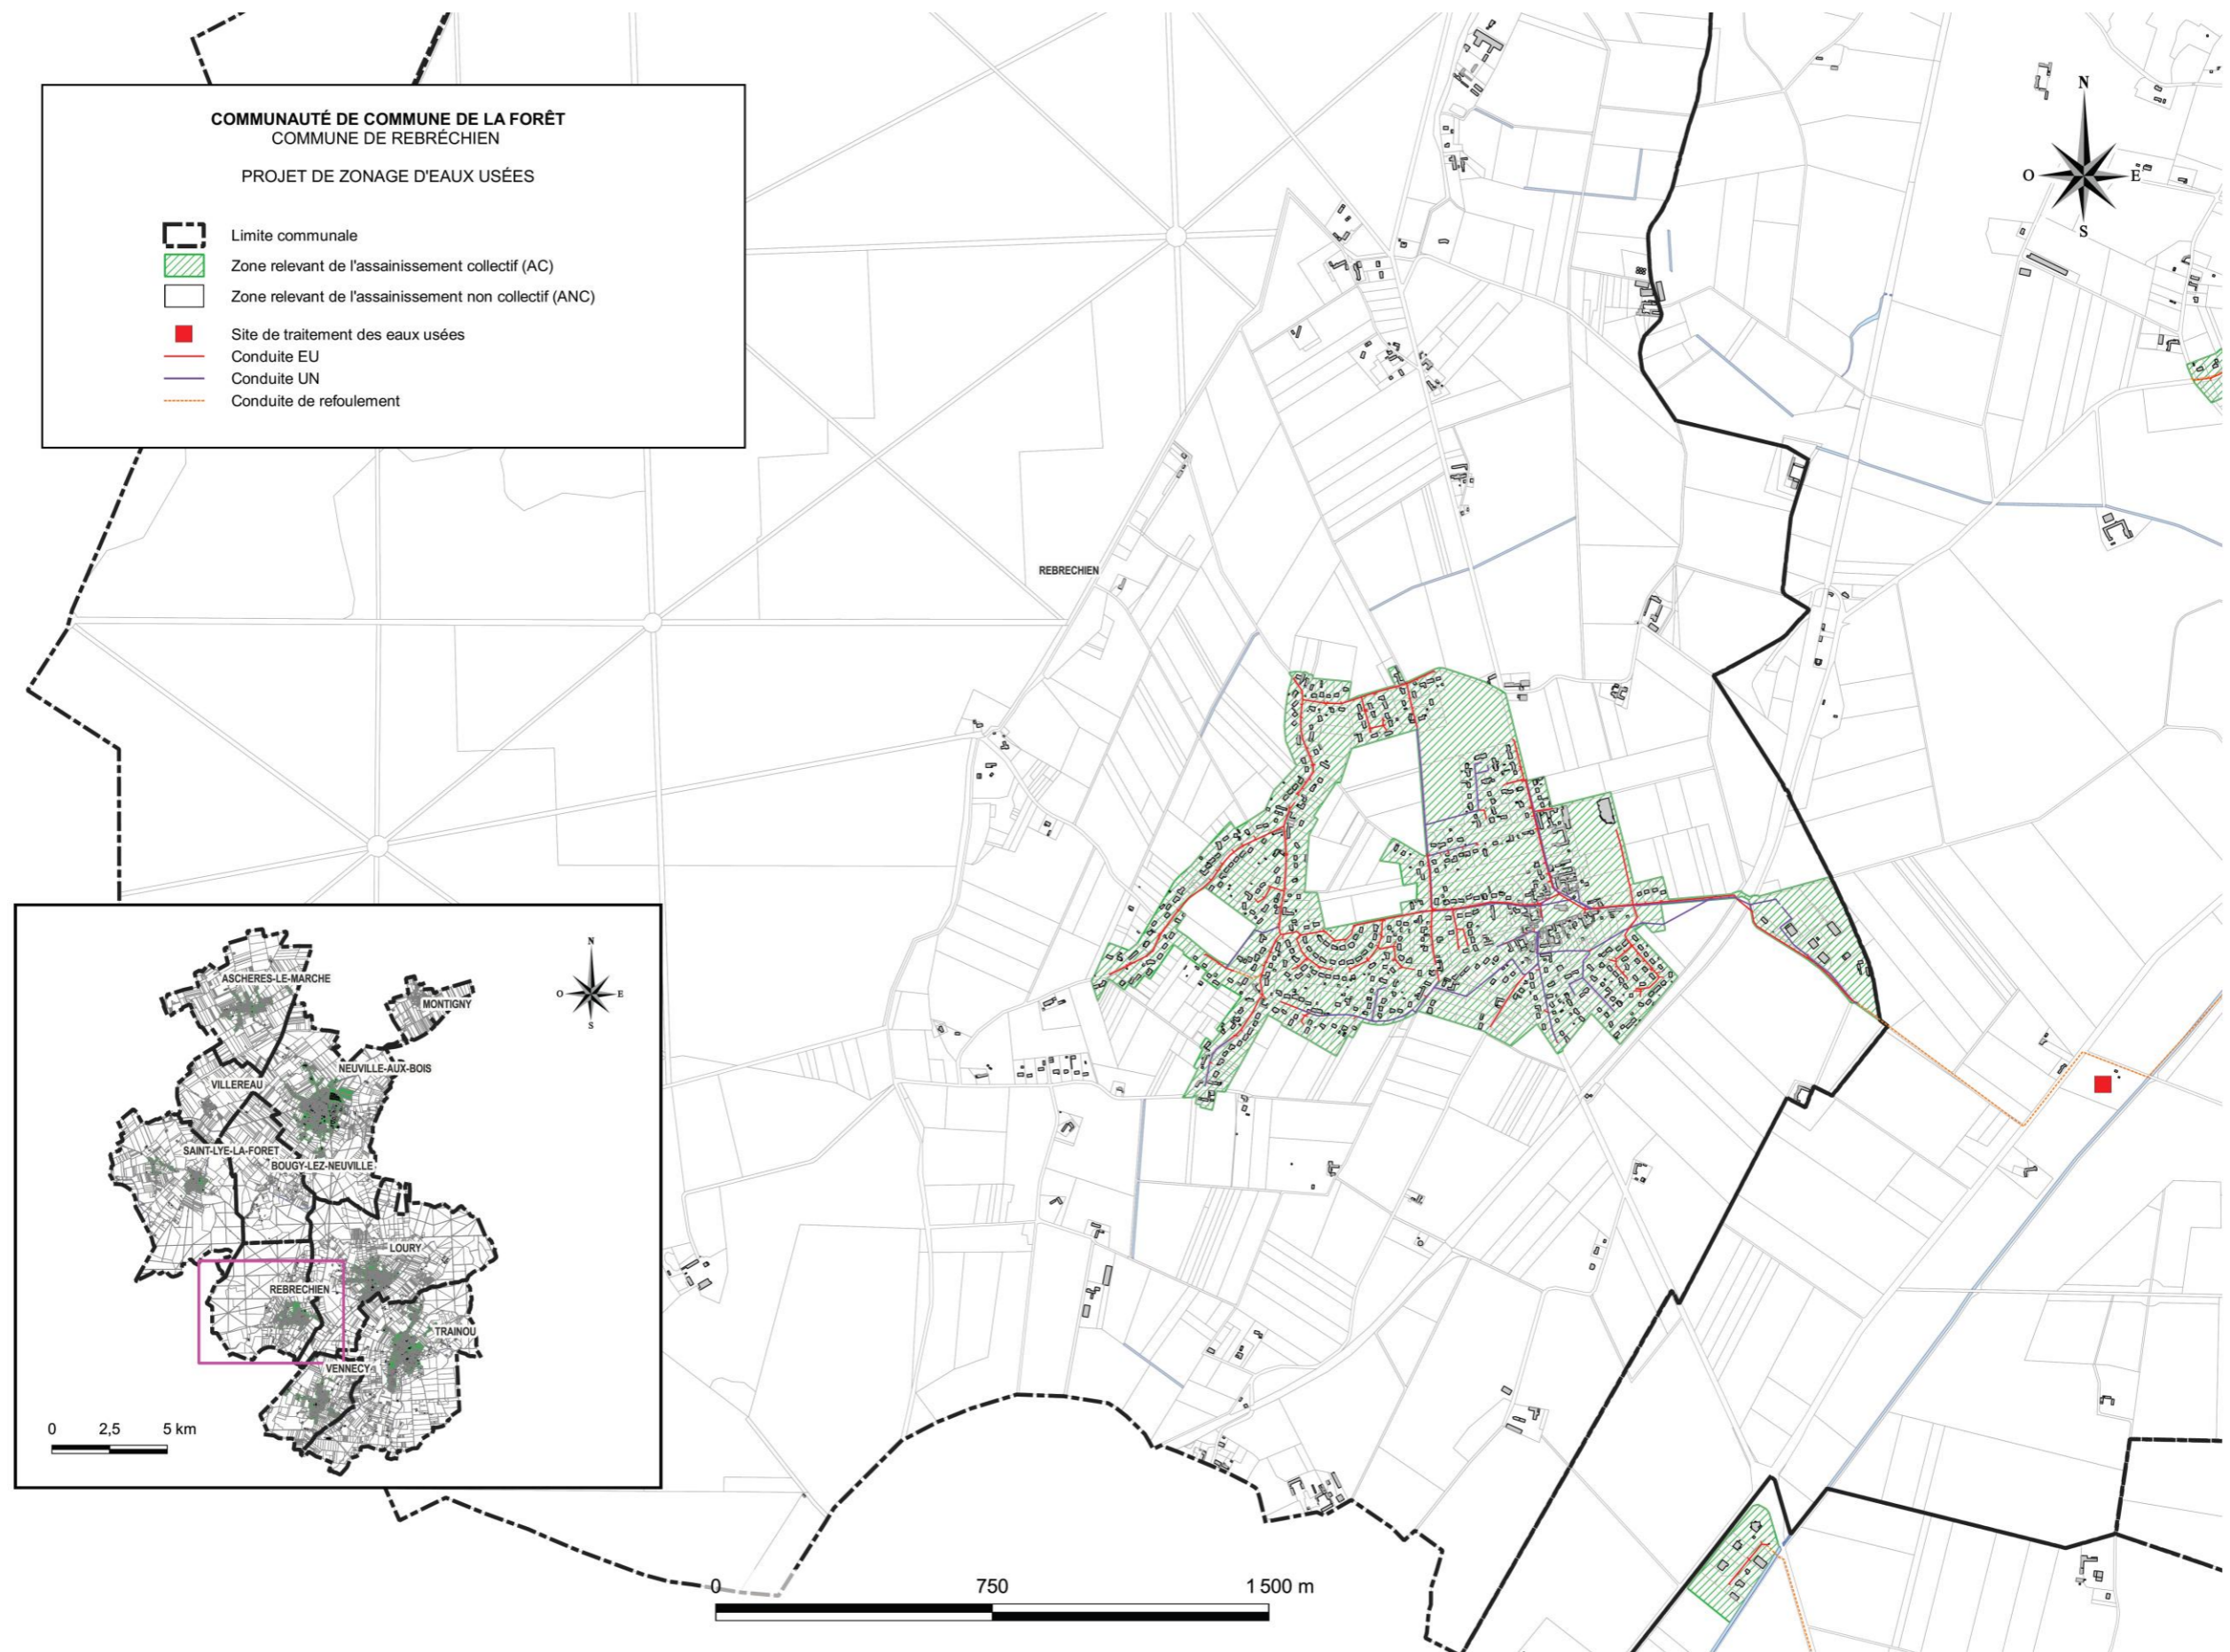 COMMUNAUTÉ DE COMMUNE DE LA FORÊT
COMMUNE DE REBRÉCHIEN
PROJET DE ZONAGE D'EAUX USÉES
Limite communale
Zone relevant de l'assainissement collectif (AC)
Zone relevant de l'assainissement non collectif (ANC)
Site de traitement des eaux usées
Conduite EU
Conduite UN
Conduite de refoulement
N
O
E
S
REBRECHIEN
ASCHERES-LE-MARCHE
MONTIGNY
N
O
E
S
NEUVILLE-AUX-BOIS
VILLEREAU
SAINT-LYE-LA-FORET
BOUGY-LEZ-NEUVILLE
LOURY
REBRECHIEN
TRAINOU
VENNECY
0 2,5 5 km
0 750 1 500 m